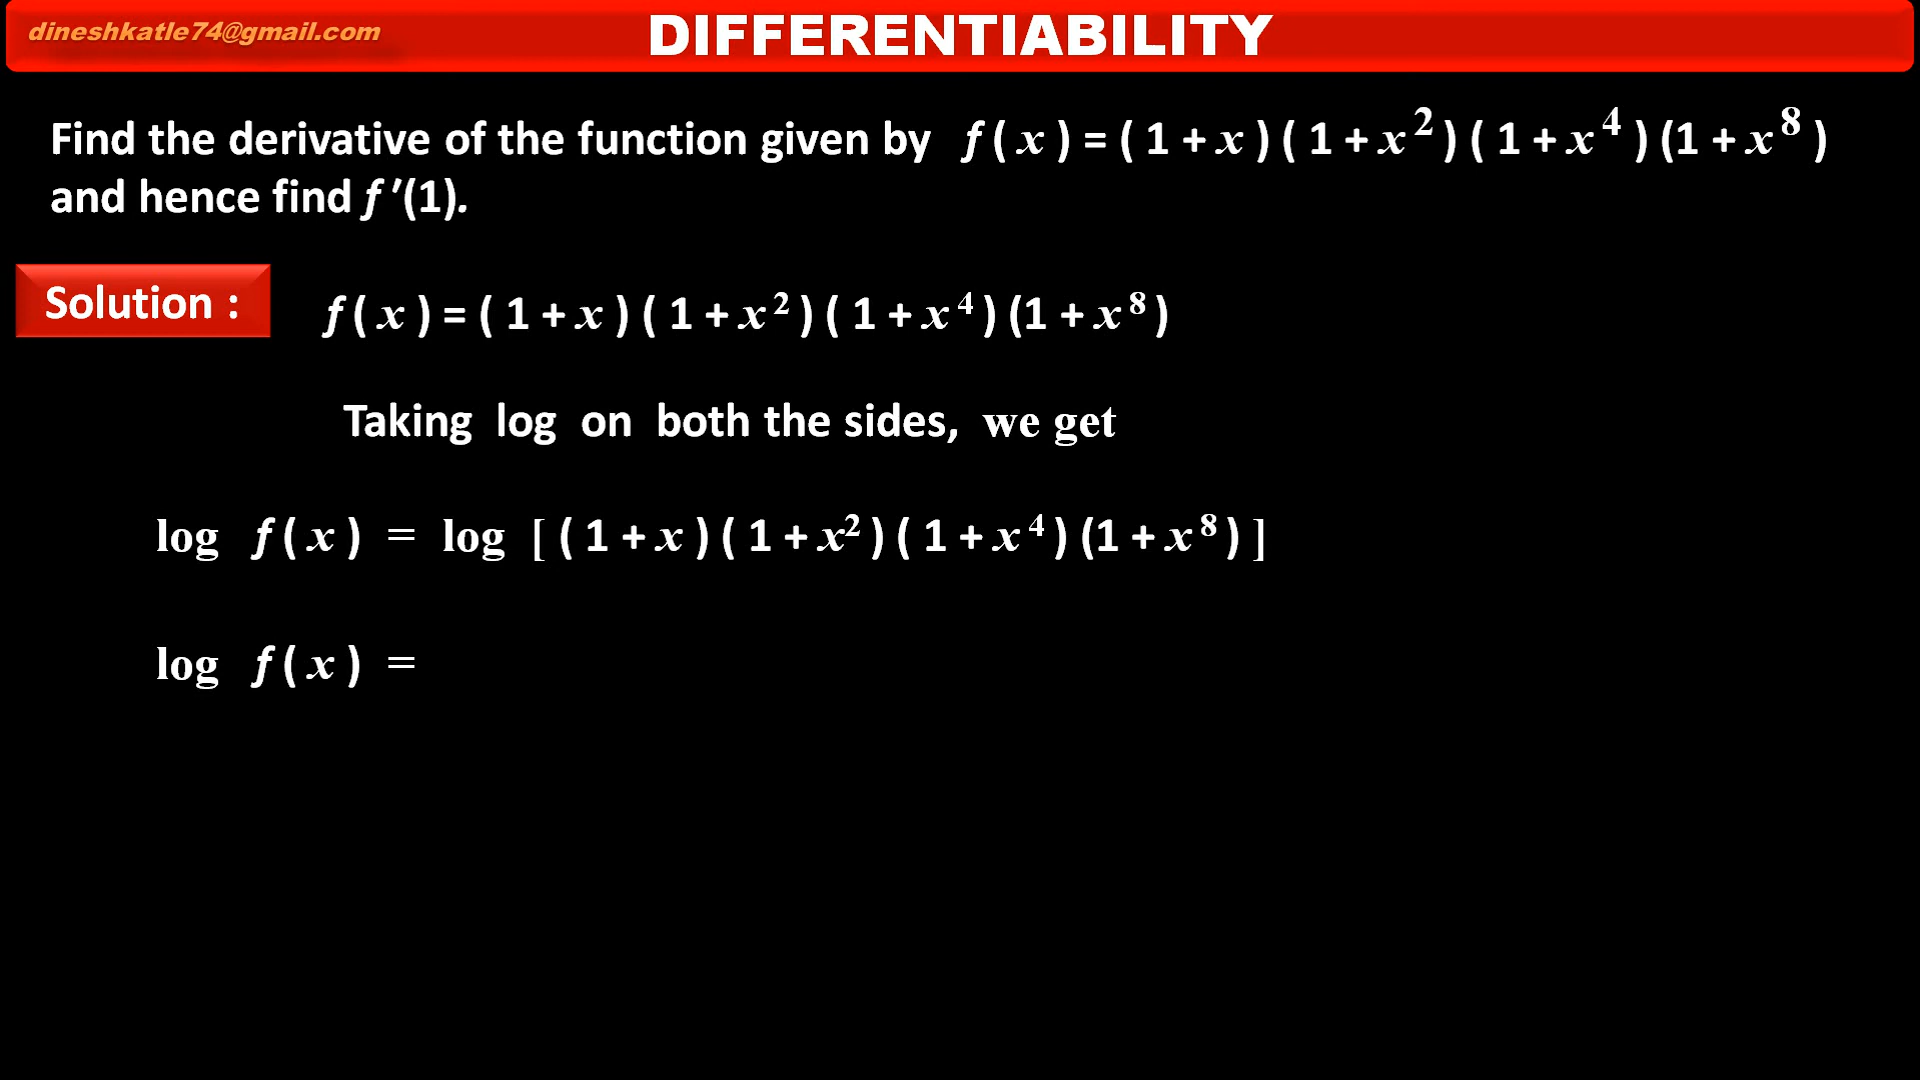 dineshkatle74@gmail.com
DIFFERENTIABILITY
Find the derivative of the function given by f ( x ) = ( 1 + x ) ( 1 + x² ) ( 1 + x⁴ ) (1 + x⁸ )
and hence find f ′(1).
Solution :
f ( x ) = ( 1 + x ) ( 1 + x² ) ( 1 + x⁴ ) (1 + x⁸ )
Taking log on both the sides, we get
log f ( x ) = log [ ( 1 + x ) ( 1 + x² ) ( 1 + x⁴ ) (1 + x⁸ ) ]
log f ( x ) =